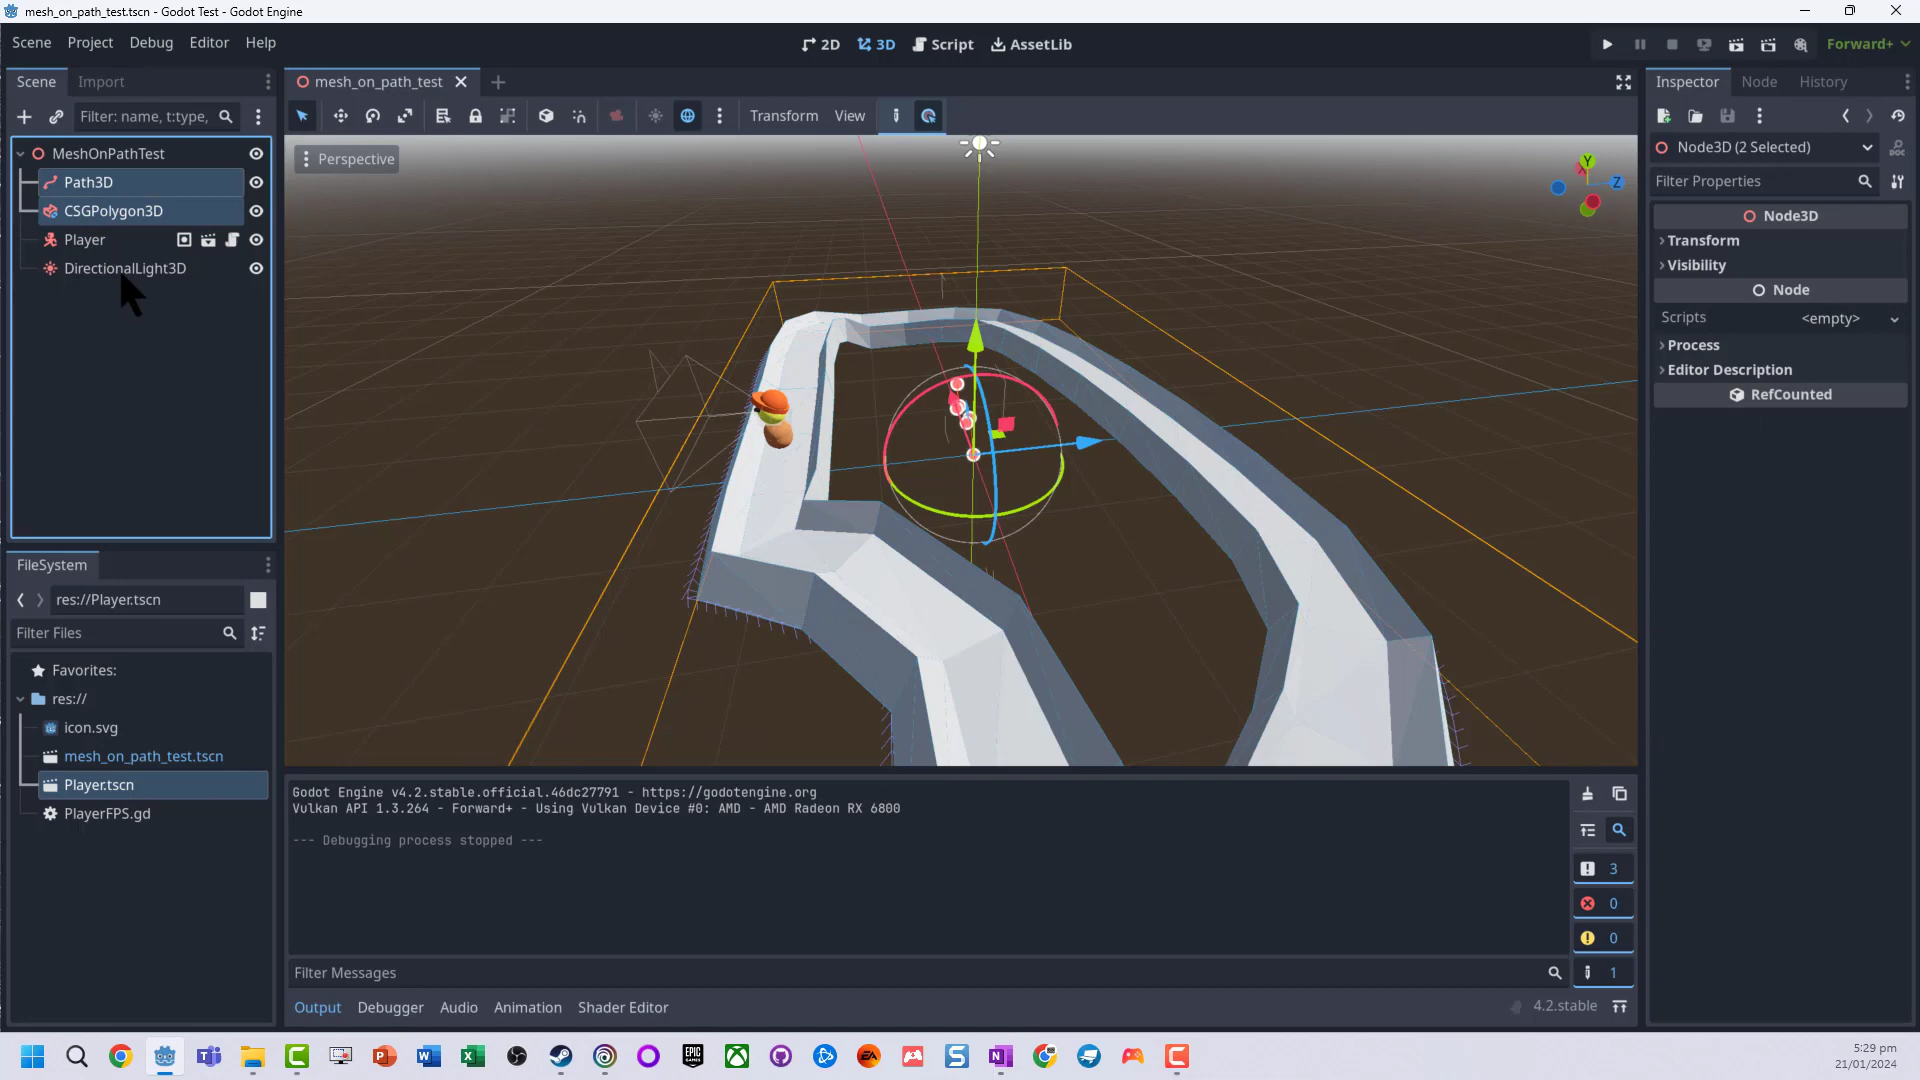 mesh_on_path_test.tscn - Godot Test - Godot Engine
Scene Project Debug Editor Help
2D 3D Script AssetLib
Forward+
Scene Import
mesh_on_path_test
Inspector Node History
Filter: name, t:type,
Transform View
MeshOnPathTest
Path3D
CSGPolygon3D
Player
DirectionalLight3D
Perspective
Y
X
Z
Node3D (2 Selected)
DOC
Filter Properties
Node3D
Transform
Visibility
Node
Scripts <empty>
Process
Editor Description
RefCounted
FileSystem
res://Player.tscn
Filter Files
Favorites:
res://
icon.svg
mesh_on_path_test.tscn
Player.tscn
PlayerFPS.gd
Godot Engine v4.2.stable.official.46dc27791 - https://godotengine.org
Vulkan API 1.3.264 - Forward+ - Using Vulkan Device #0: AMD - AMD Radeon RX 6800
--- Debugging process stopped ---
3
0
0
1
Filter Messages
Output Debugger Audio Animation Shader Editor
4.2.stable
EPIC
GAMES
EA
5:29 pm
21/01/2024